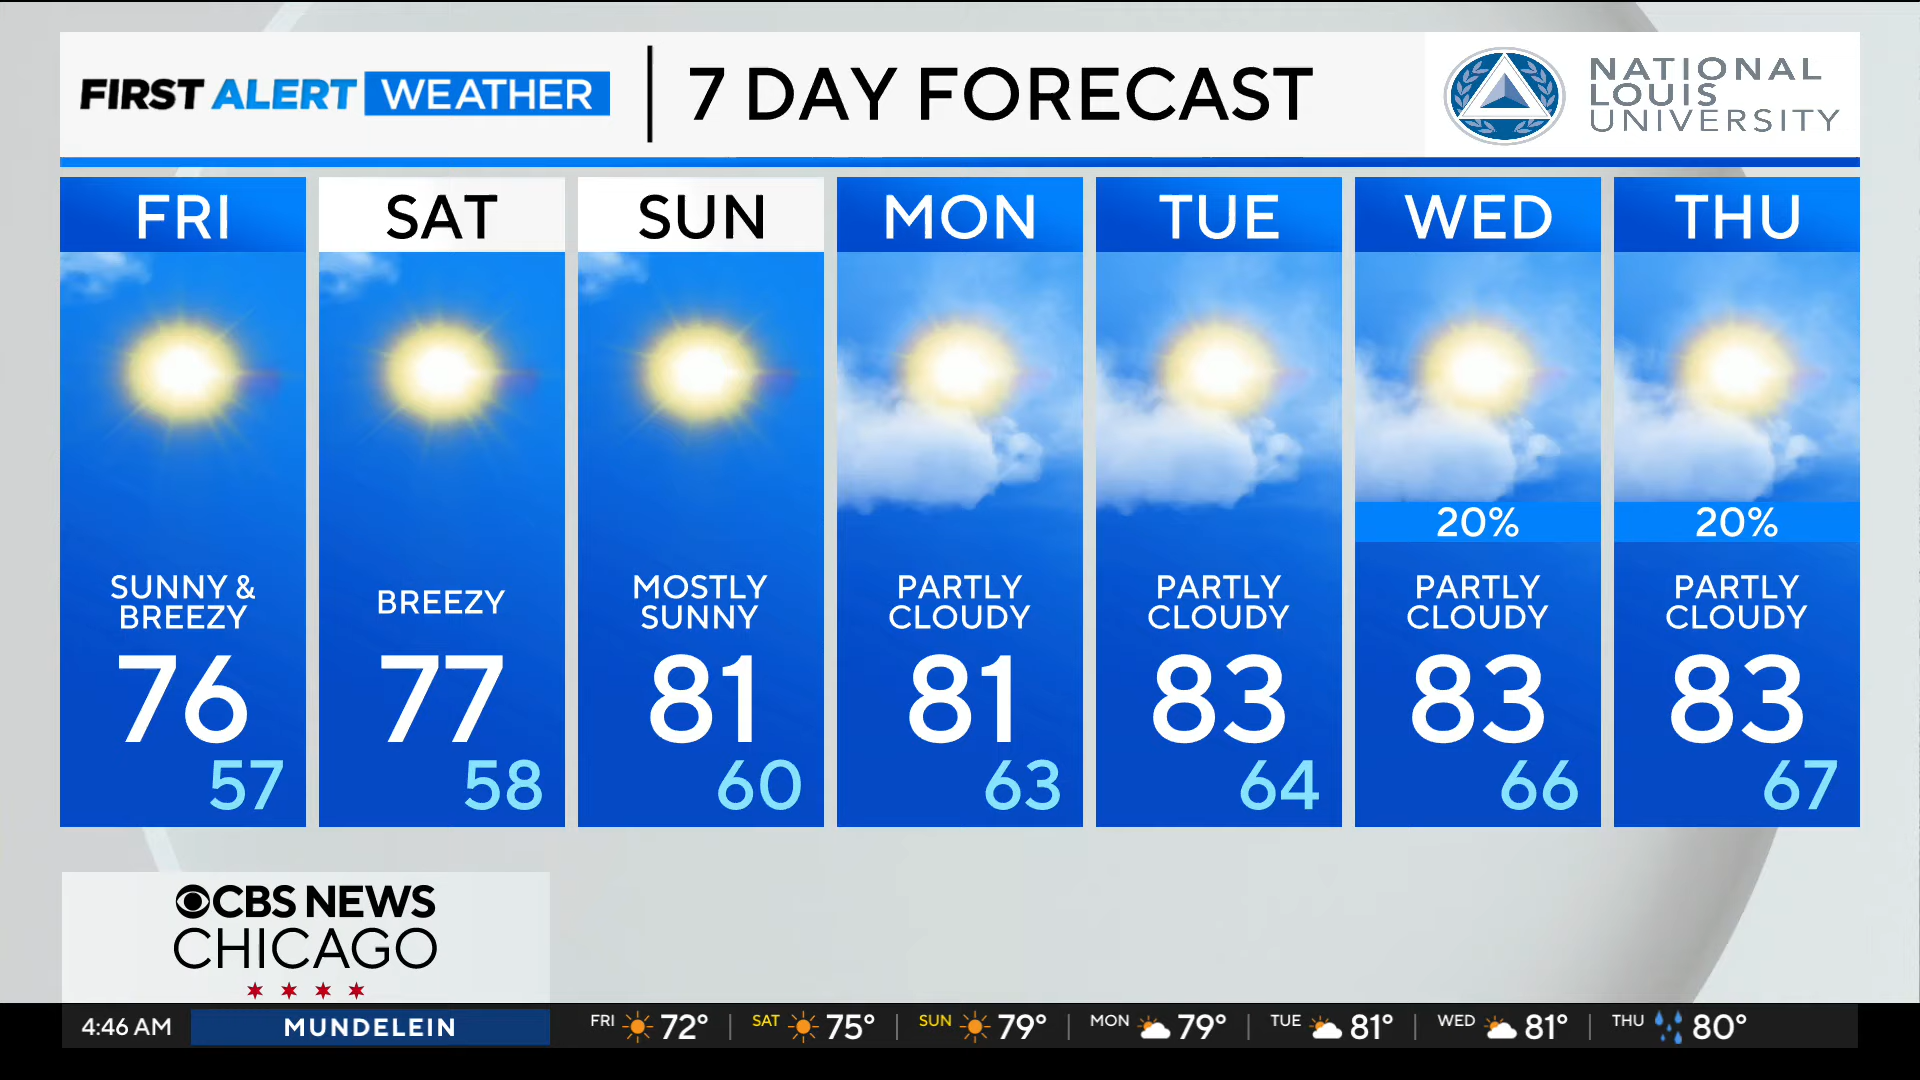 FIRST ALERT WEATHER
7 DAY FORECAST
NATIONAL
LOUIS
UNIVERSITY
FRI
SUNNY &
BREEZY
76
57
SAT
BREEZY
77
58
SUN
MOSTLY
SUNNY
81
60
MON
PARTLY
CLOUDY
81
63
TUE
PARTLY
CLOUDY
83
64
WED
20%
PARTLY
CLOUDY
83
66
THU
20%
PARTLY
CLOUDY
83
67
CBS NEWS
CHICAGO
4:46 AM MUNDELEIN FRI 72° | SAT 75° | SUN 79° | MON 79° | TUE 81° | WED 81° | THU 80°